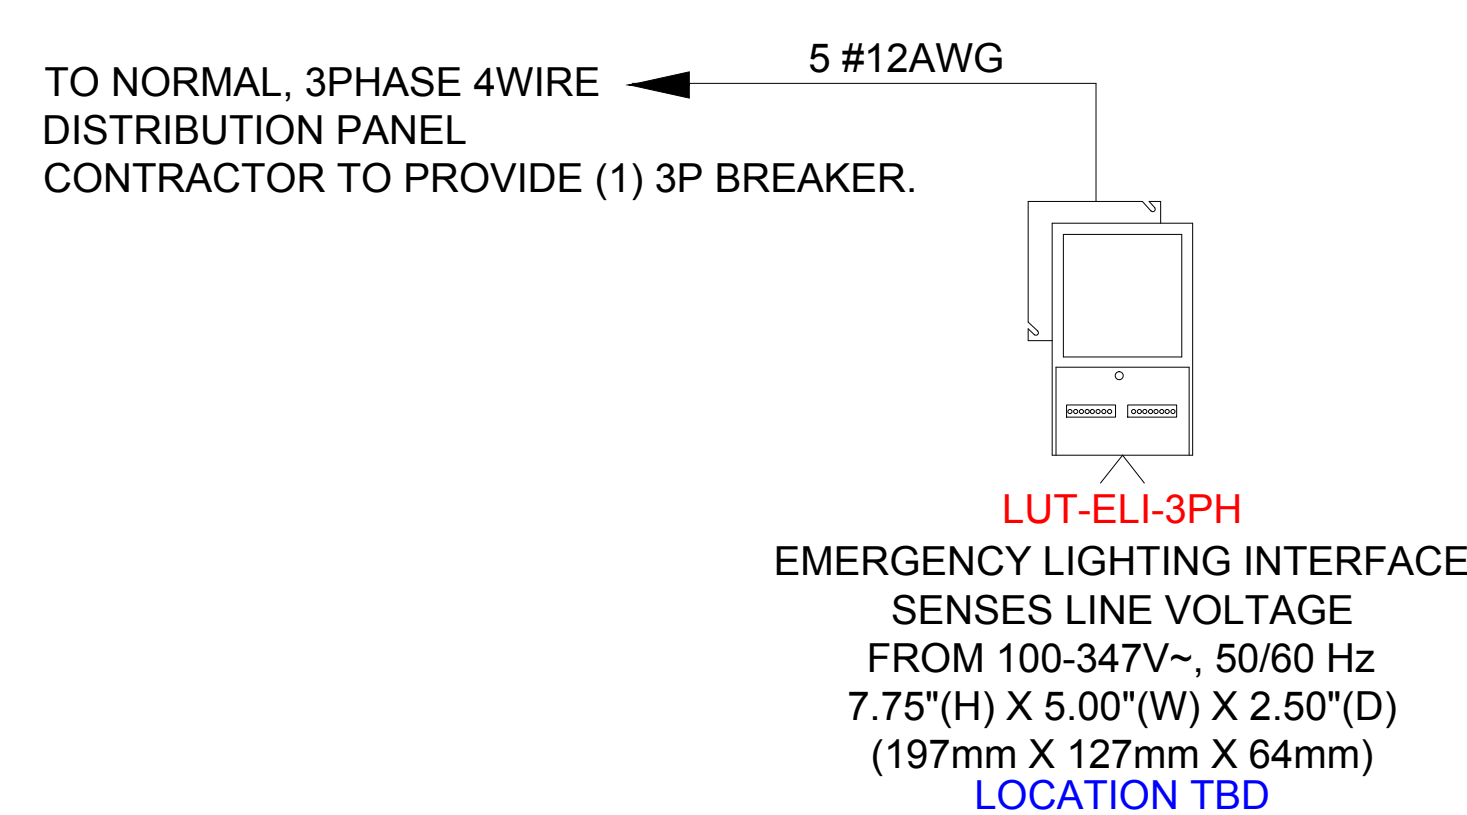 5 #12AWG
TO NORMAL, 3PHASE 4WIRE
DISTRIBUTION PANEL
CONTRACTOR TO PROVIDE (1) 3P BREAKER.
LUT-ELI-3PH
EMERGENCY LIGHTING INTERFACE
SENSES LINE VOLTAGE
FROM 100-347V~, 50/60 Hz
7.75"(H) X 5.00"(W) X 2.50"(D)
(197mm X 127mm X 64mm)
LOCATION TBD